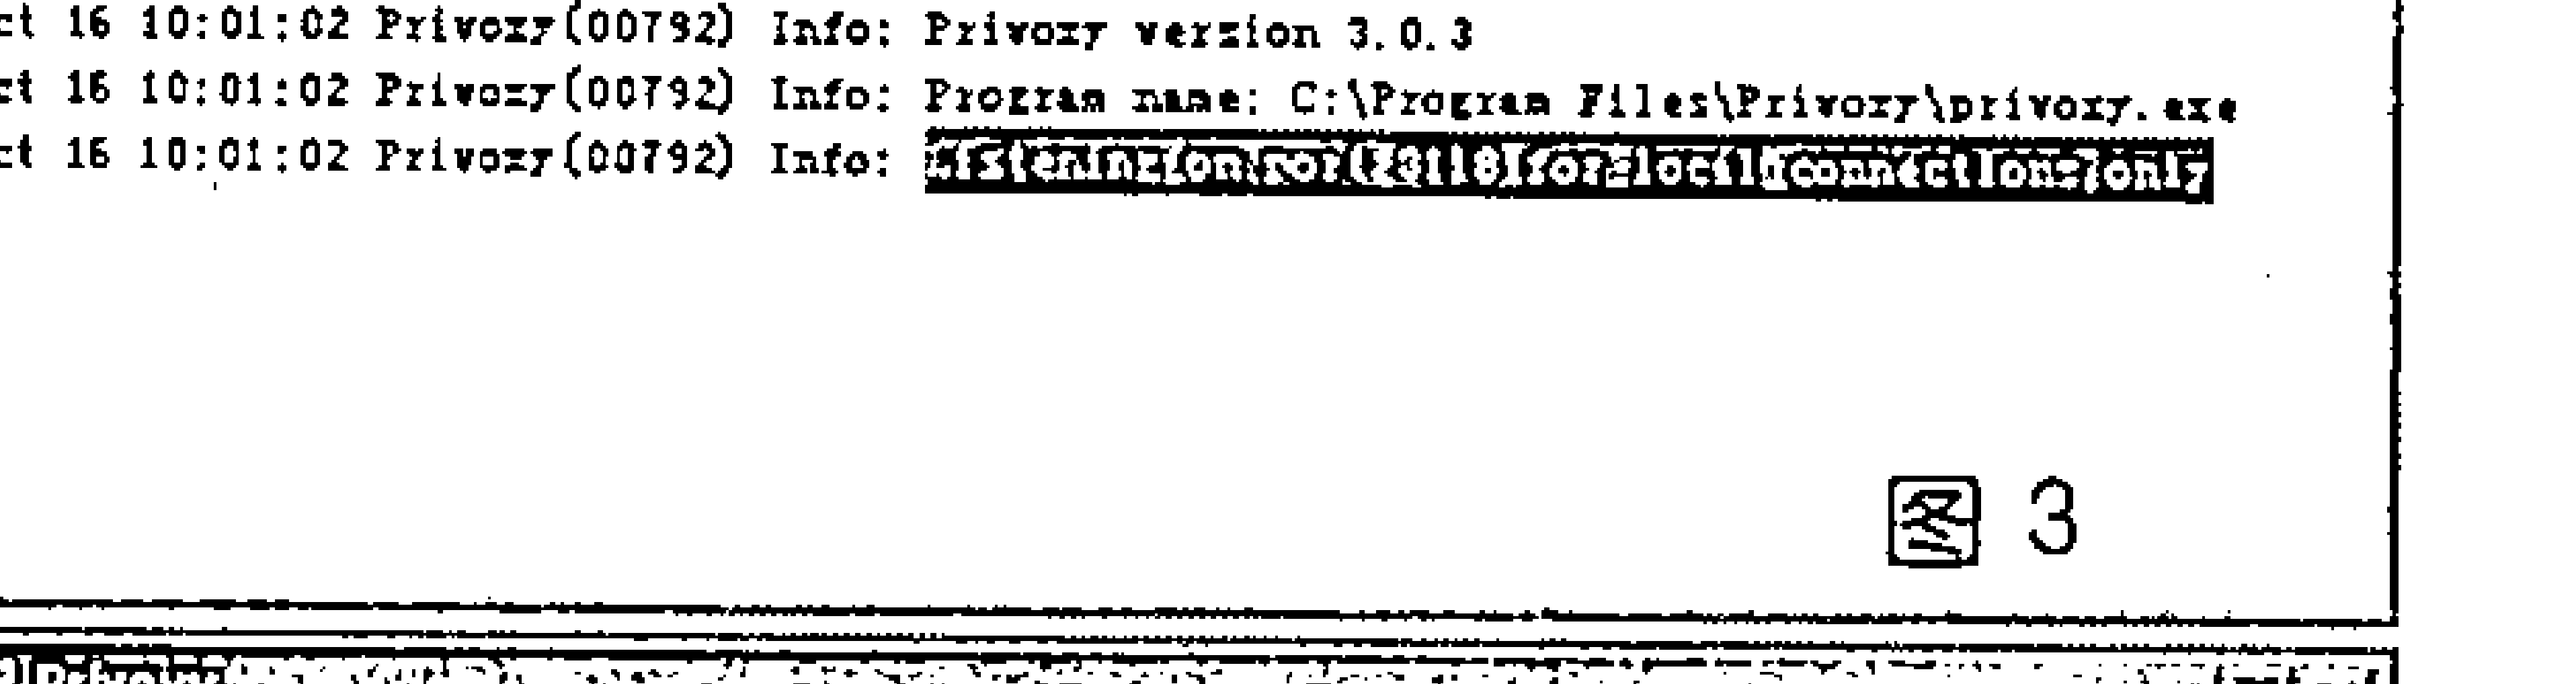 ct 16 10:01:02 Privoxy(00792) Info: Privoxy version 3.0.3
ct 16 10:01:02 Privoxy(00792) Info: Program name: C:\Program Files\Privoxy\privoxy.exe
ct 16 10:01:02 Privoxy(00792) Info: listening on port 8118 for local connections only
图 3